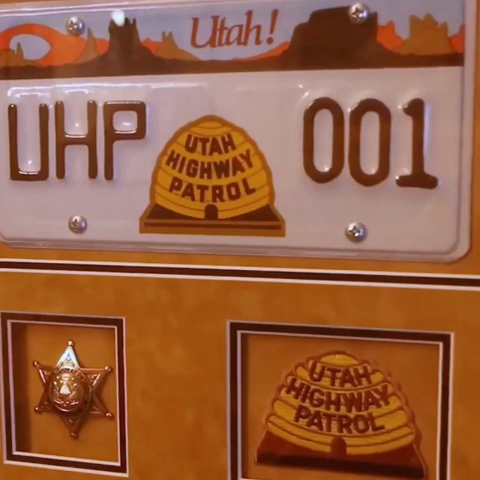 Utah!
UHP
UTAH
HIGHWAY
PATROL
001
UTAH
HIGHWAY
PATROL